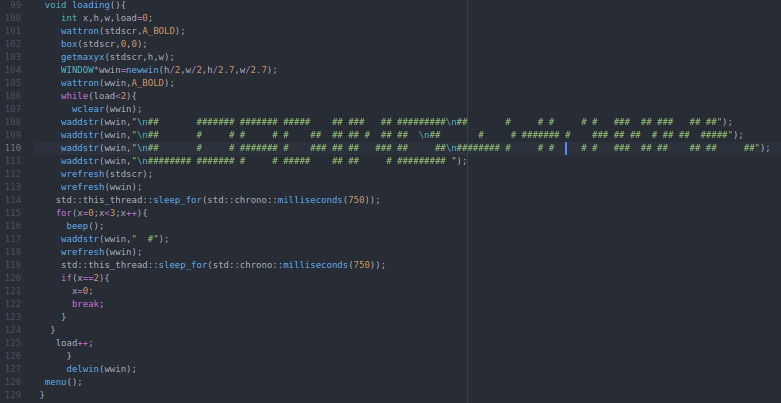 99 void loading(){
100 int x,h,w,load=0;
101 wattron(stdscr,A_BOLD);
102 box(stdscr,0,0);
103 getmaxyx(stdscr,h,w);
104 WINDOW*wwin=newwin(h/2,w/2,h/2.7,w/2.7);
105 wattron(wwin,A_BOLD);
106 while(load<2){
107 wclear(wwin);
108 waddstr(wwin,"\n##       ####### ####### #####    ## ###   ## #########\n##       #     # #     # #   ###  ## ###   ## ##");
109 waddstr(wwin,"\n##       #     # #     # #    ##  ## ## #  ## ##  \n##       #     # ####### #    ### ## ##  # ## ##  #####");
110 waddstr(wwin,"\n##       #     # ####### #    ### ## ##   ### ##     ##\n######## #     # #     # #   ###  ## ##    ## ##     ##");
111 waddstr(wwin,"\n######## ####### #     # #####    ## ##     # ######### ");
112 wrefresh(stdscr);
113 wrefresh(wwin);
114 std::this_thread::sleep_for(std::chrono::milliseconds(750));
115 for(x=0;x<3;x++){
116 beep();
117 waddstr(wwin,"  #");
118 wrefresh(wwin);
119 std::this_thread::sleep_for(std::chrono::milliseconds(750));
120 if(x==2){
121 x=0;
122 break;
123 }
124 }
125 load++;
126 }
127 delwin(wwin);
128 menu();
129 }